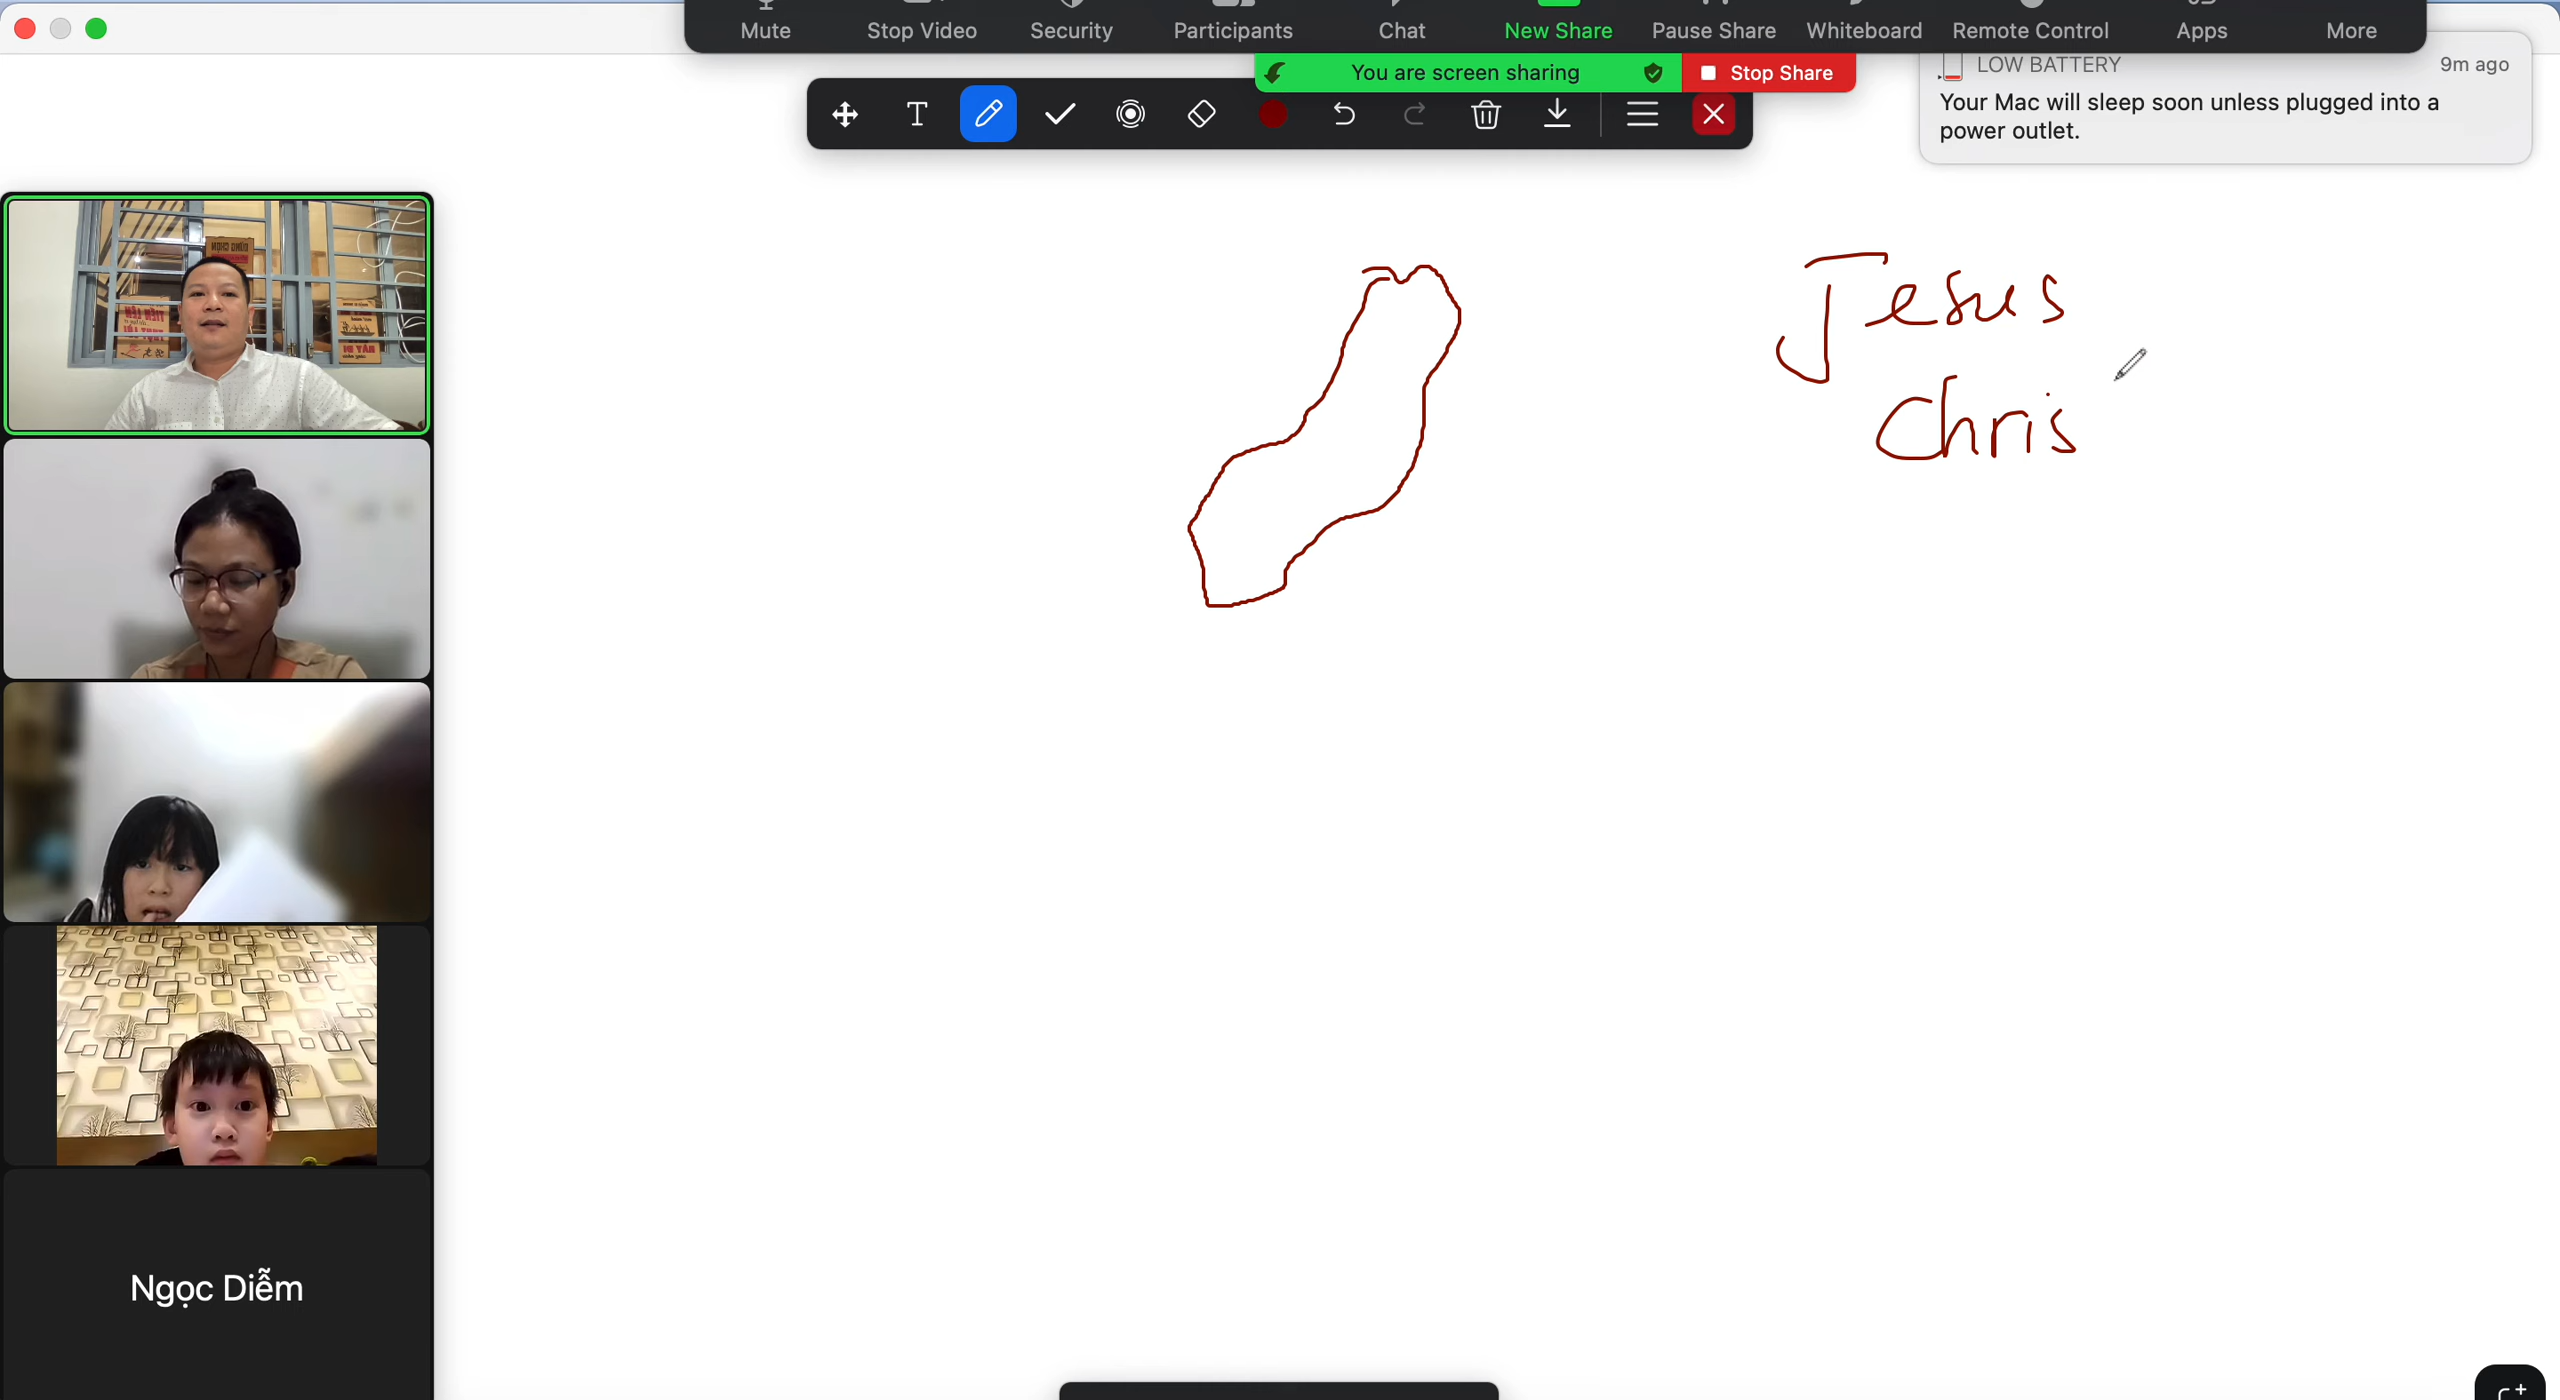 Mute Stop Video Security Participants Chat New Share Pause Share Whiteboard Remote Control Apps More
You are screen sharing Stop Share
LOW BATTERY 9m ago
Your Mac will sleep soon unless plugged into a
power outlet.
T
Jesus
Chris
Ngọc Diễm